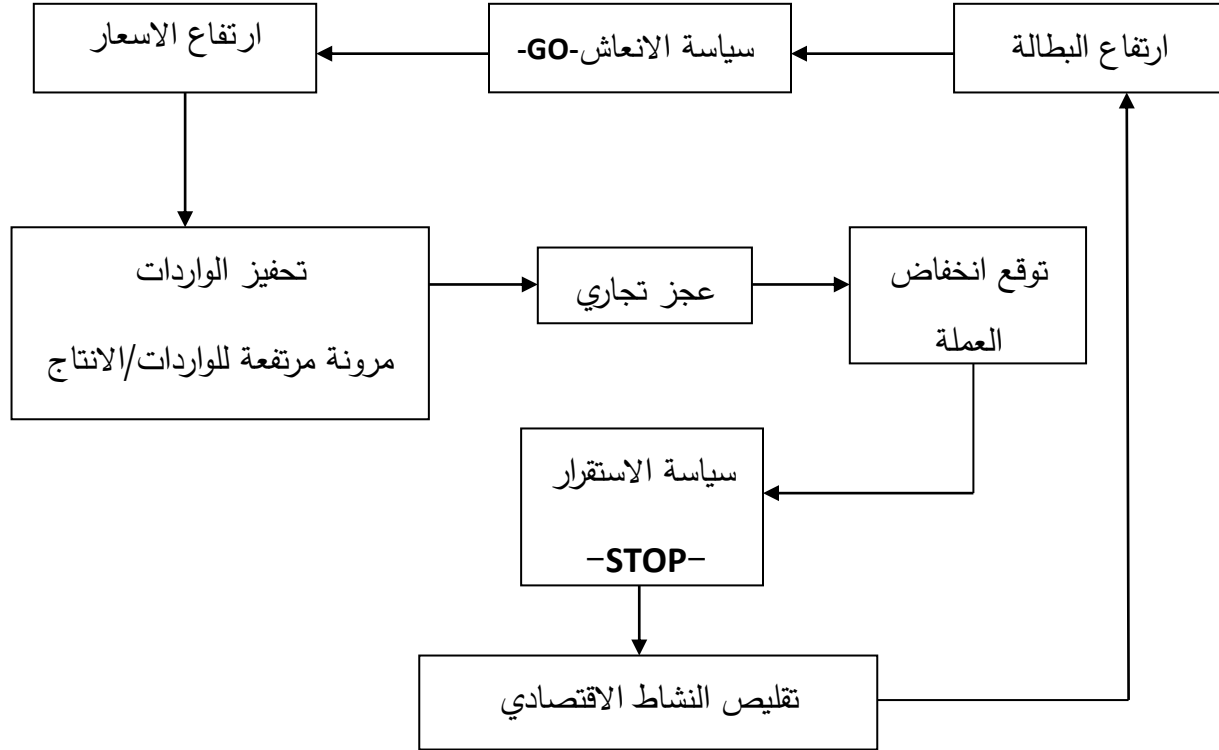 ارتفاع البطالة
سياسة الانعاش-GO-
ارتفاع الاسعار
تحفيز الواردات
مرونة مرتفعة للواردات/الانتاج
عجز تجاري
توقع انخفاض
العملة
سياسة الاستقرار
–STOP–
تقليص النشاط الاقتصادي